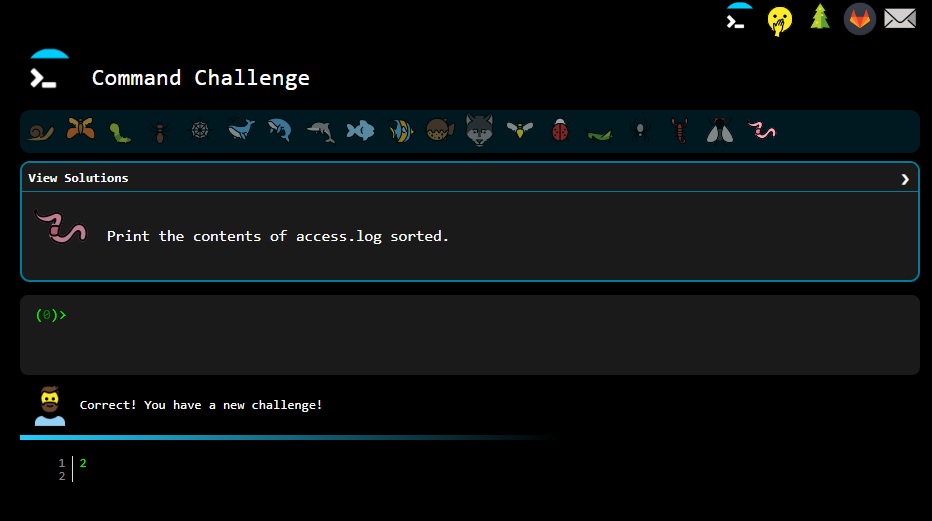 Command Challenge
View Solutions
Print the contents of access.log sorted.
(0)>
Correct! You have a new challenge!
1 2
2